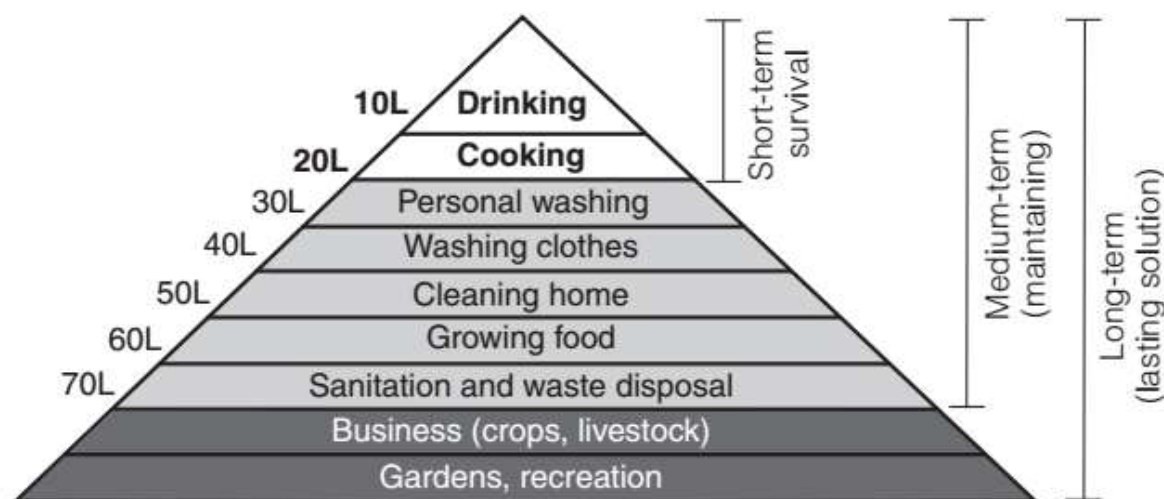 10L Drinking
20L Cooking
30L Personal washing
40L Washing clothes
50L Cleaning home
60L Growing food
70L Sanitation and waste disposal
Business (crops, livestock)
Gardens, recreation
Short-term
survival
Medium-term
(maintaining)
Long-term
(lasting solution)